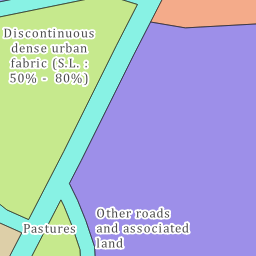 Discontinuous
dense urban
fabric (S.L. :
50% - 80%)
Pastures
Other roads
and associated
land